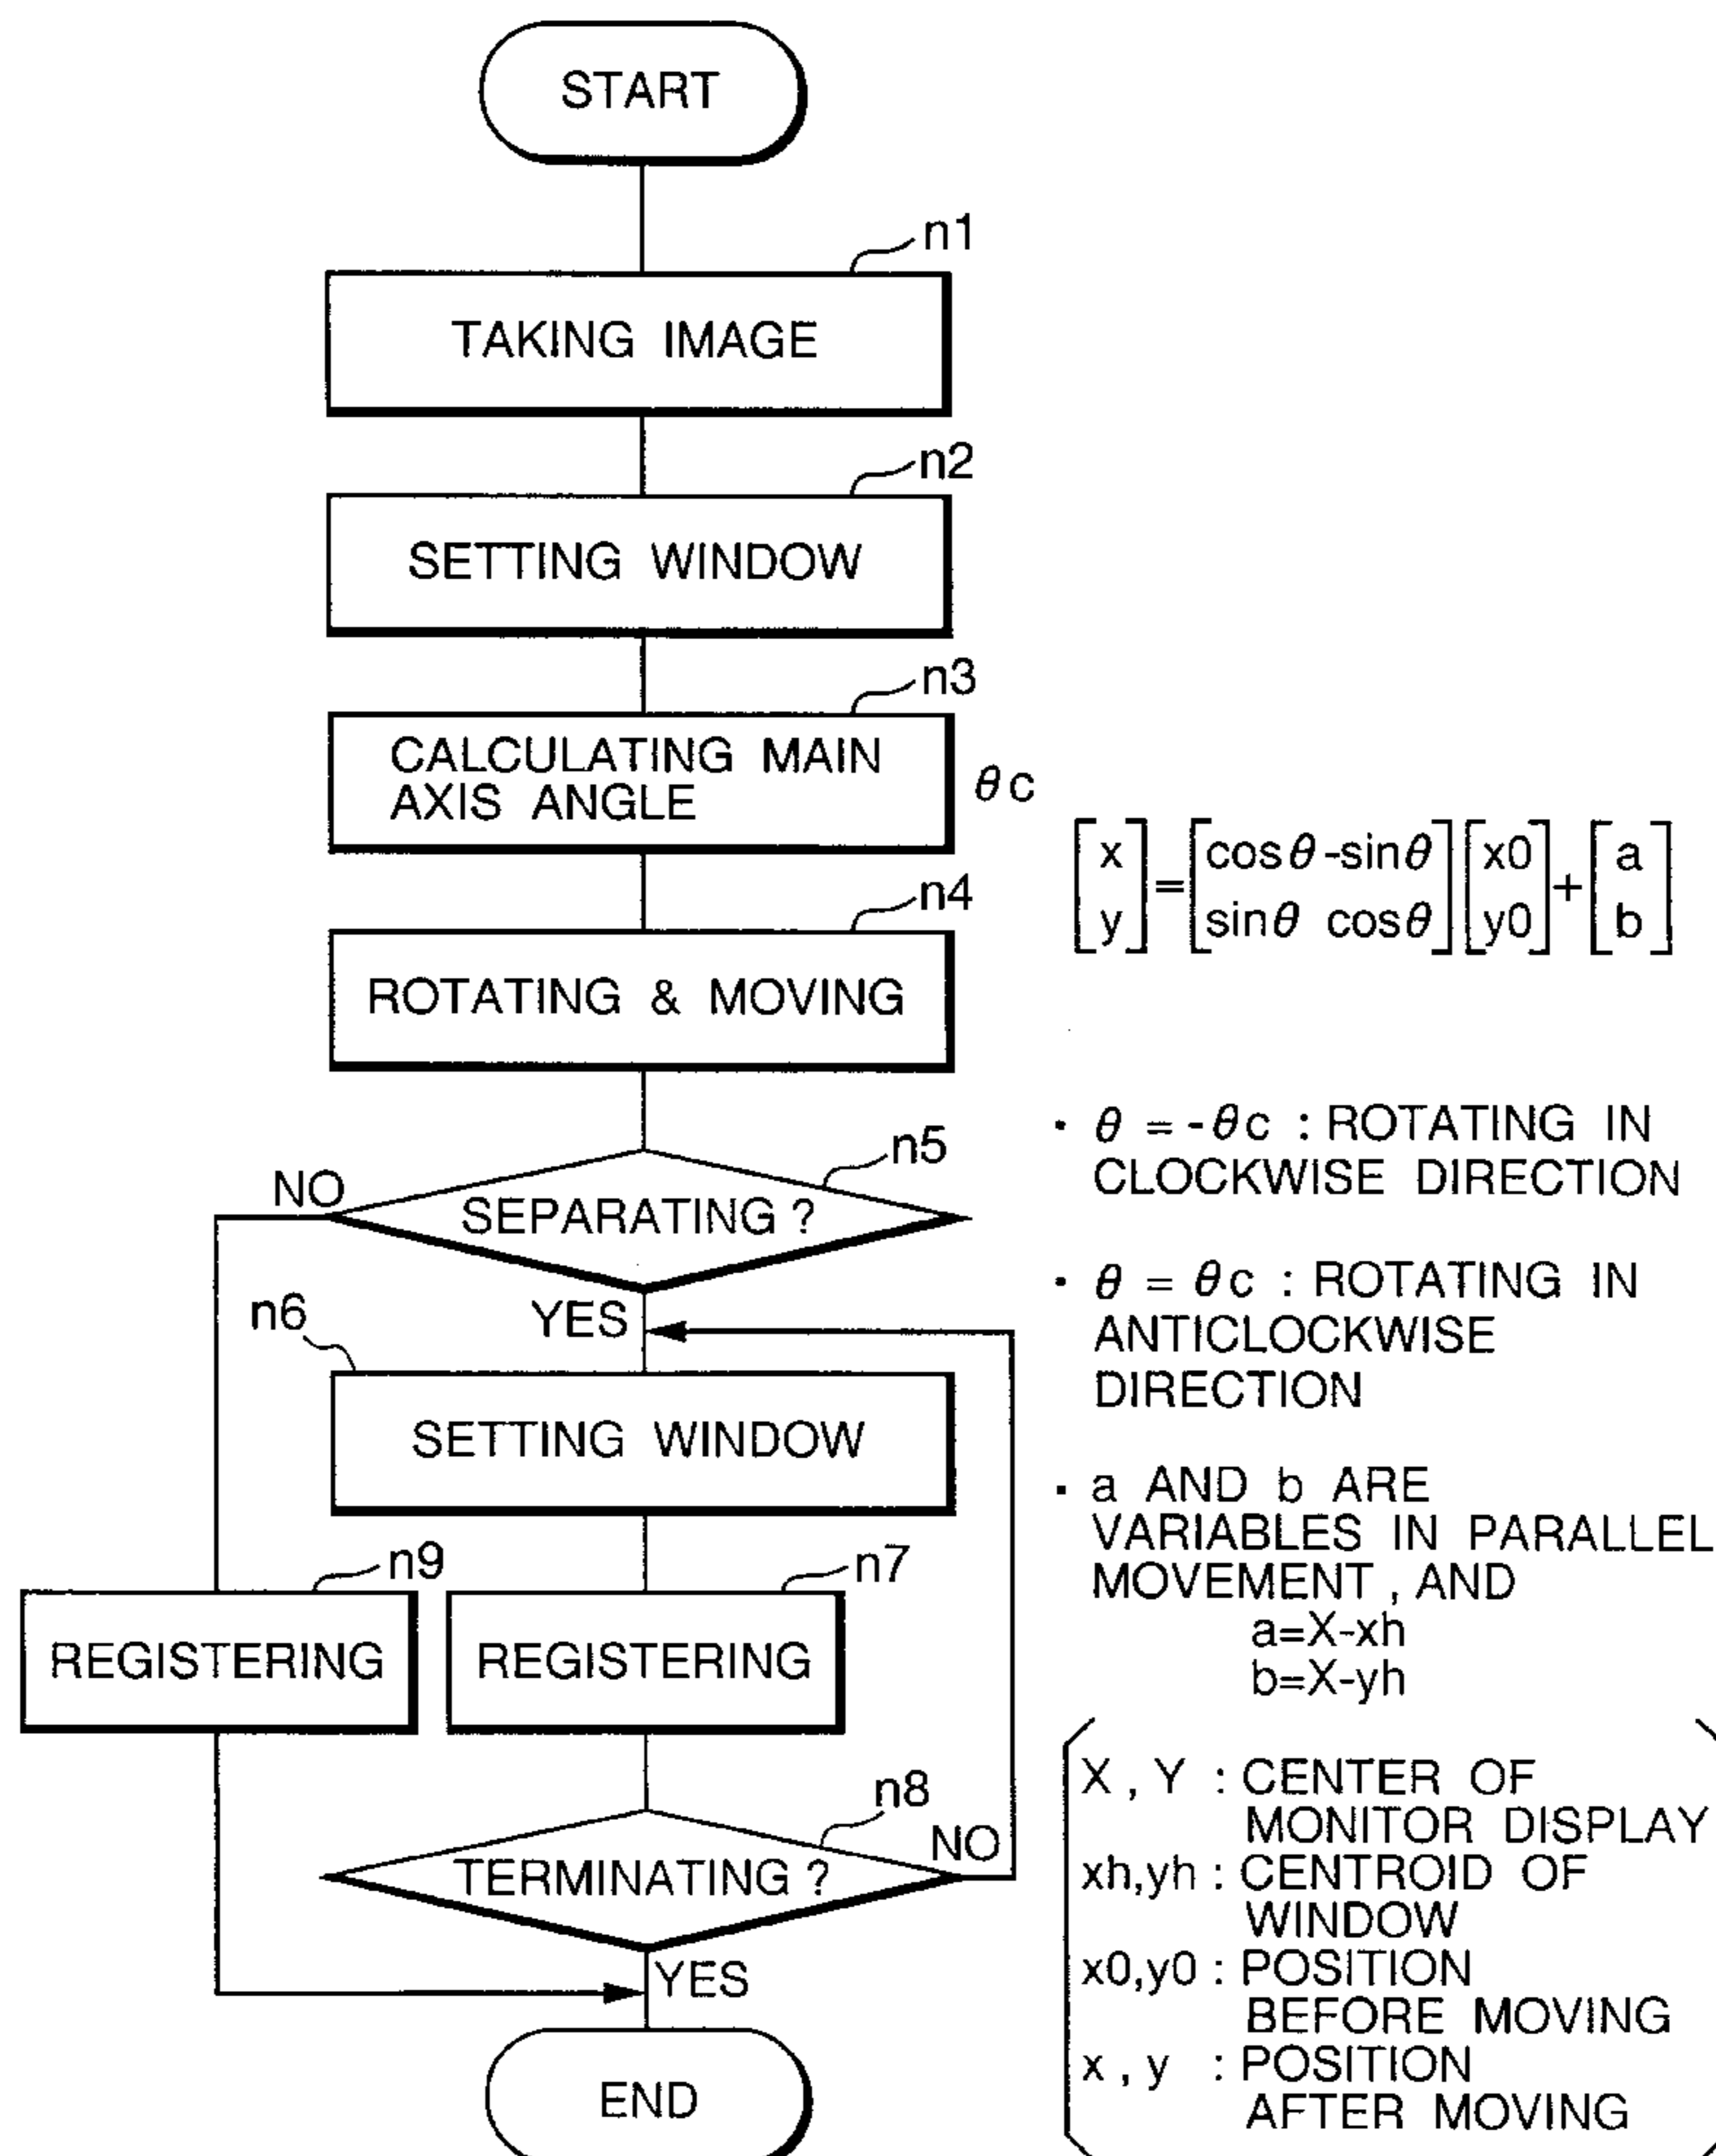 START
n1
TAKING IMAGE
n2
SETTING WINDOW
n3
CALCULATING MAIN
AXIS ANGLE
θc
n4
ROTATING & MOVING
n5
NO
SEPARATING ?
YES
n6
SETTING WINDOW
n9
REGISTERING
n7
REGISTERING
n8
TERMINATING ?
NO
YES
END
[x] = [cosθ -sinθ] [x0] + [a]
[y] [sinθ cosθ] [y0] [b]
· θ = -θc : ROTATING IN
CLOCKWISE DIRECTION
· θ = θc : ROTATING IN
ANTICLOCKWISE
DIRECTION
· a AND b ARE
VARIABLES IN PARALLEL
MOVEMENT , AND
a=X-xh
b=X-yh
X , Y : CENTER OF
MONITOR DISPLAY
xh,yh : CENTROID OF
WINDOW
x0,y0 : POSITION
BEFORE MOVING
x , y : POSITION
AFTER MOVING